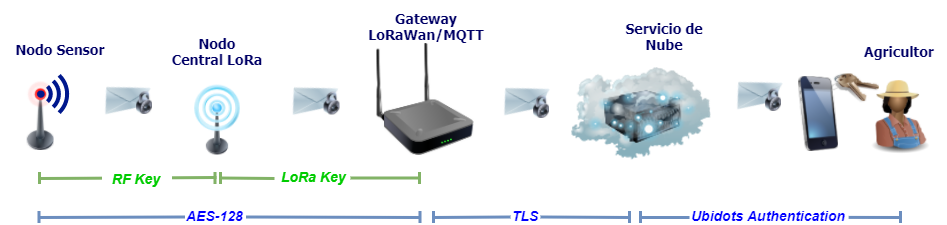 Nodo Sensor
Nodo
Central LoRa
Gateway
LoRaWan/MQTT
Servicio de
Nube
Agricultor
RF Key
LoRa Key
AES-128
TLS
Ubidots Authentication